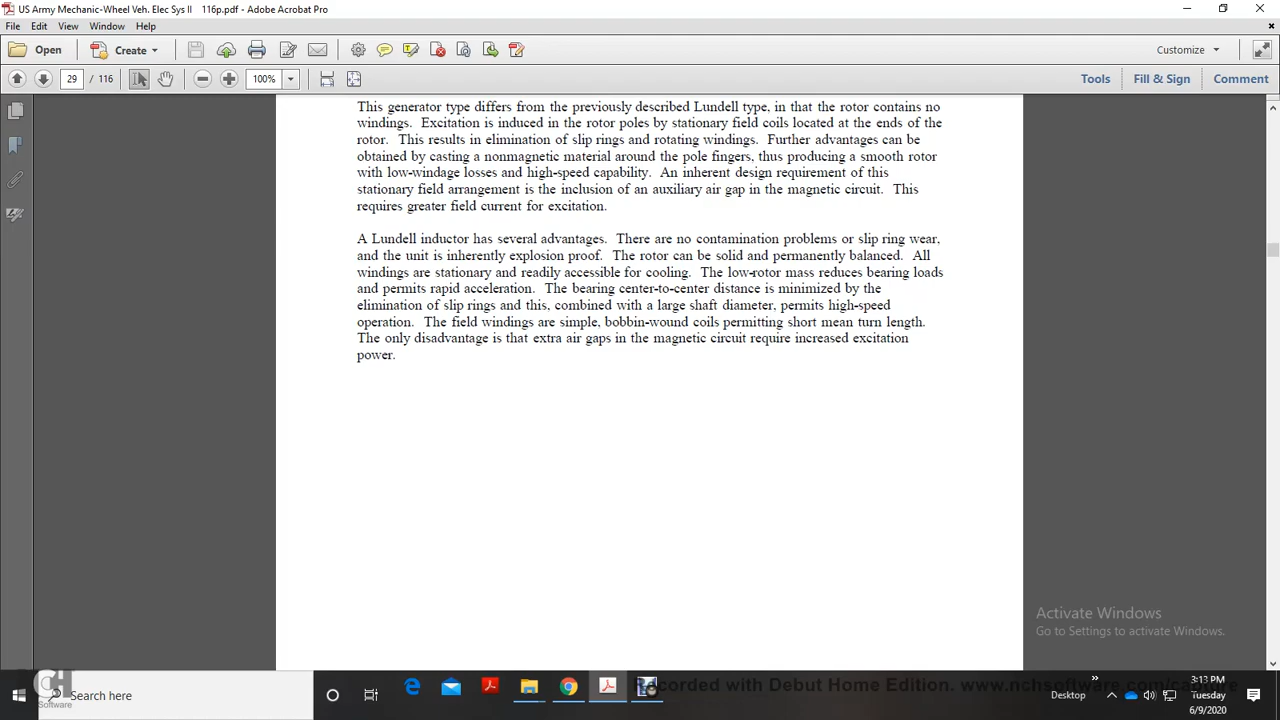 US Army Mechanic-Wheel Veh. Elec Sys II 116p.pdf - Adobe Acrobat Pro
File Edit View Window Help
Open Create Customize
29 / 116 100% Tools Fill & Sign Comment
This generator type differs from the previously described Lundell type, in that the rotor contains no
windings. Excitation is induced in the rotor poles by stationary field coils located at the ends of the
rotor. This results in elimination of slip rings and rotating windings. Further advantages can be
obtained by casting a nonmagnetic material around the pole fingers, thus producing a smooth rotor
with low-windage losses and high-speed capability. An inherent design requirement of this
stationary field arrangement is the inclusion of an auxiliary air gap in the magnetic circuit. This
requires greater field current for excitation.
A Lundell inductor has several advantages. There are no contamination problems or slip ring wear,
and the unit is inherently explosion proof. The rotor can be solid and permanently balanced. All
windings are stationary and readily accessible for cooling. The low-rotor mass reduces bearing loads
and permits rapid acceleration. The bearing center-to-center distance is minimized by the
elimination of slip rings and this, combined with a large shaft diameter, permits high-speed
operation. The field windings are simple, bobbin-wound coils permitting short mean turn length.
The only disadvantage is that extra air gaps in the magnetic circuit require increased excitation
power.
Activate Windows
Go to Settings to activate Windows.
Recorded with Debut Home Edition. www.nchsoftware.com/capture
CH
Software
Search here
Desktop
3:13 PM
Tuesday
6/9/2020